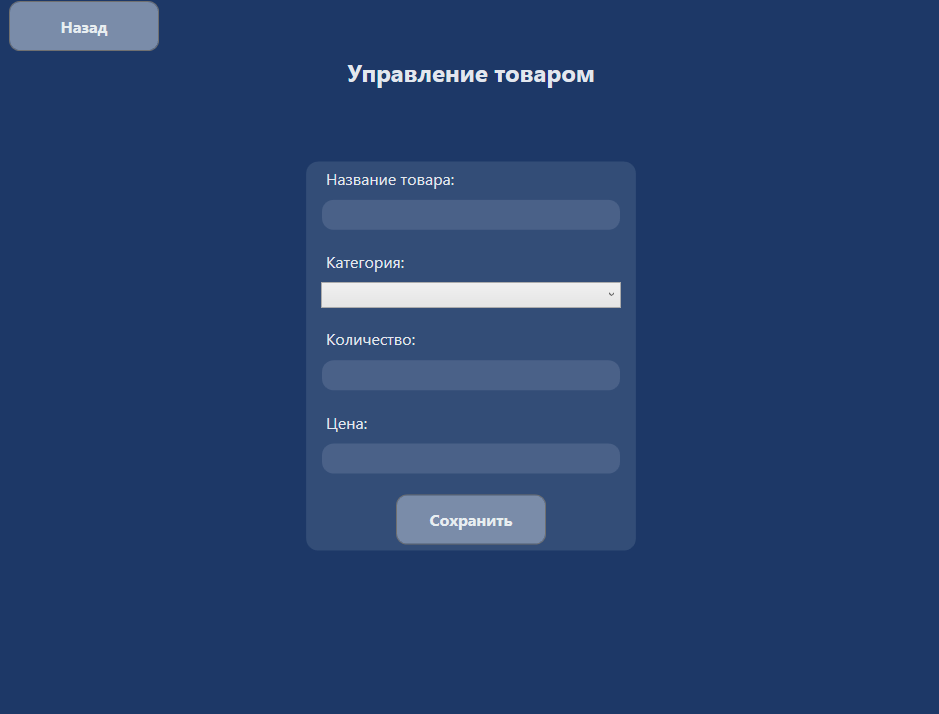 Назад
Управление товаром
Название товара:
Категория:
Количество:
Цена:
Сохранить